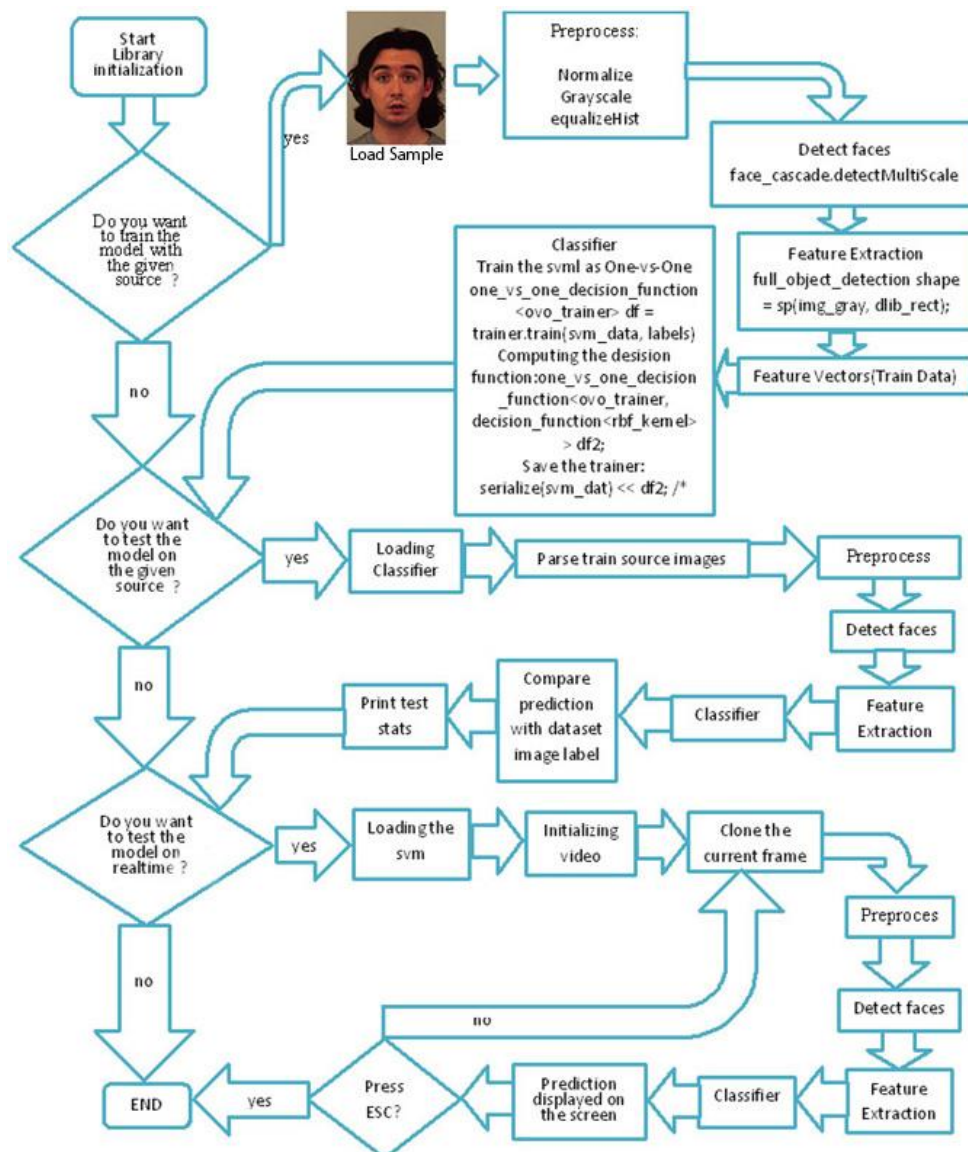 Start
Library
initialization
Do you want
to train the
model with
the given
source ?
yes
Load Sample
Preprocess:
Normalize
Grayscale
equalizeHist
Detect faces
face_cascade.detectMultiScale
Feature Extraction
full_object_detection shape
= sp(img_gray, dlib_rect);
Feature Vectors(Train Data)
Classifier
Train the svml as One-vs-One
one_vs_one_decision_function
<ovo_trainer> df =
trainer.train(svm_data, labels)
Computing the desision
function:one_vs_one_decision
_function<ovo_trainer,
decision_function<rbf_kernel>
> df2;
Save the trainer:
serialize(svm_dat) << df2; /*
no
Do you want
to test the
model on
the given
source ?
yes
Loading
Classifier
Parse train source images
Preprocess
Detect faces
Feature
Extraction
Classifier
Compare
prediction
with dataset
image label
Print test
stats
no
Do you want
to test the
model on
realtime ?
yes
Loading the
svm
Initializing
video
Clone the
current frame
Preproces
Detect faces
Feature
Extraction
Classifier
Prediction
displayed on
the screen
Press
ESC?
no
yes
no
END